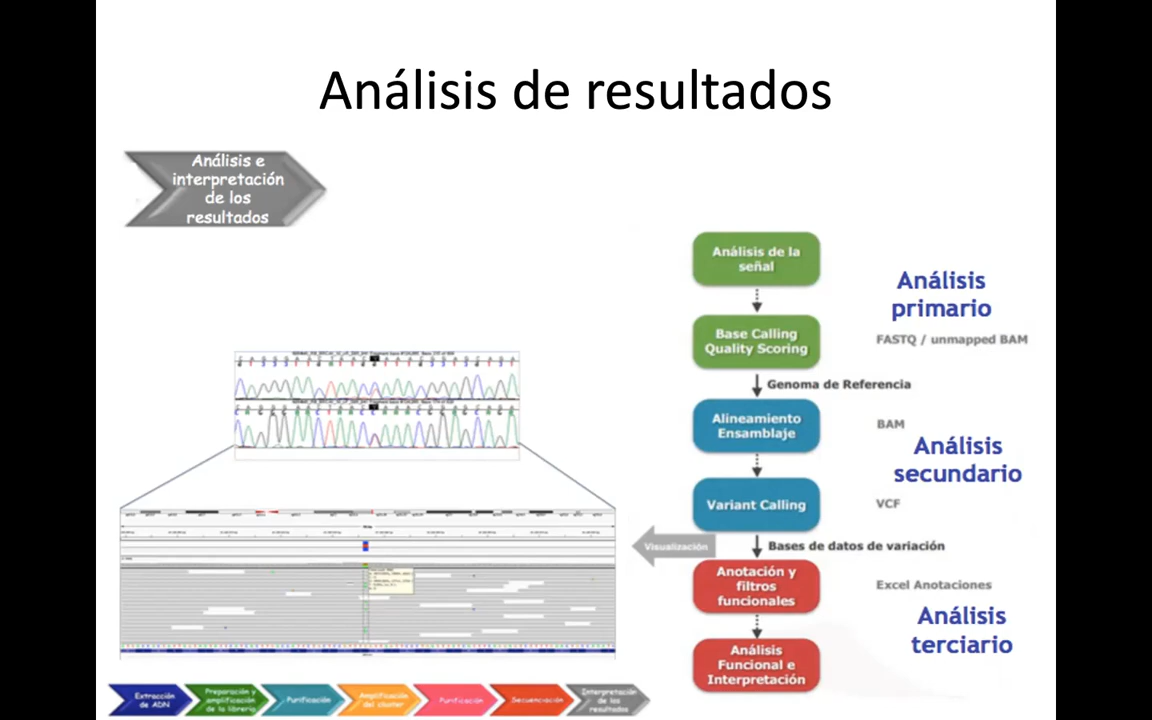 Análisis de resultados
Análisis e
interpretación
de los
resultados
Análisis de la
señal
Análisis
primario
Base Calling
Quality Scoring
FASTQ / unmapped BAM
Genoma de Referencia
Alineamiento
Ensamblaje
BAM
Análisis
secundario
Variant Calling
VCF
Visualización
Bases de datos de variación
Anotación y
filtros
funcionales
Excel Anotaciones
Análisis
terciario
Análisis
Funcional e
Interpretación
Extracción
de ADN
Preparación y
amplificación
de la librería
Purificación
Amplificación
del cluster
Purificación
Secuenciación
Interpretación
de los
resultados